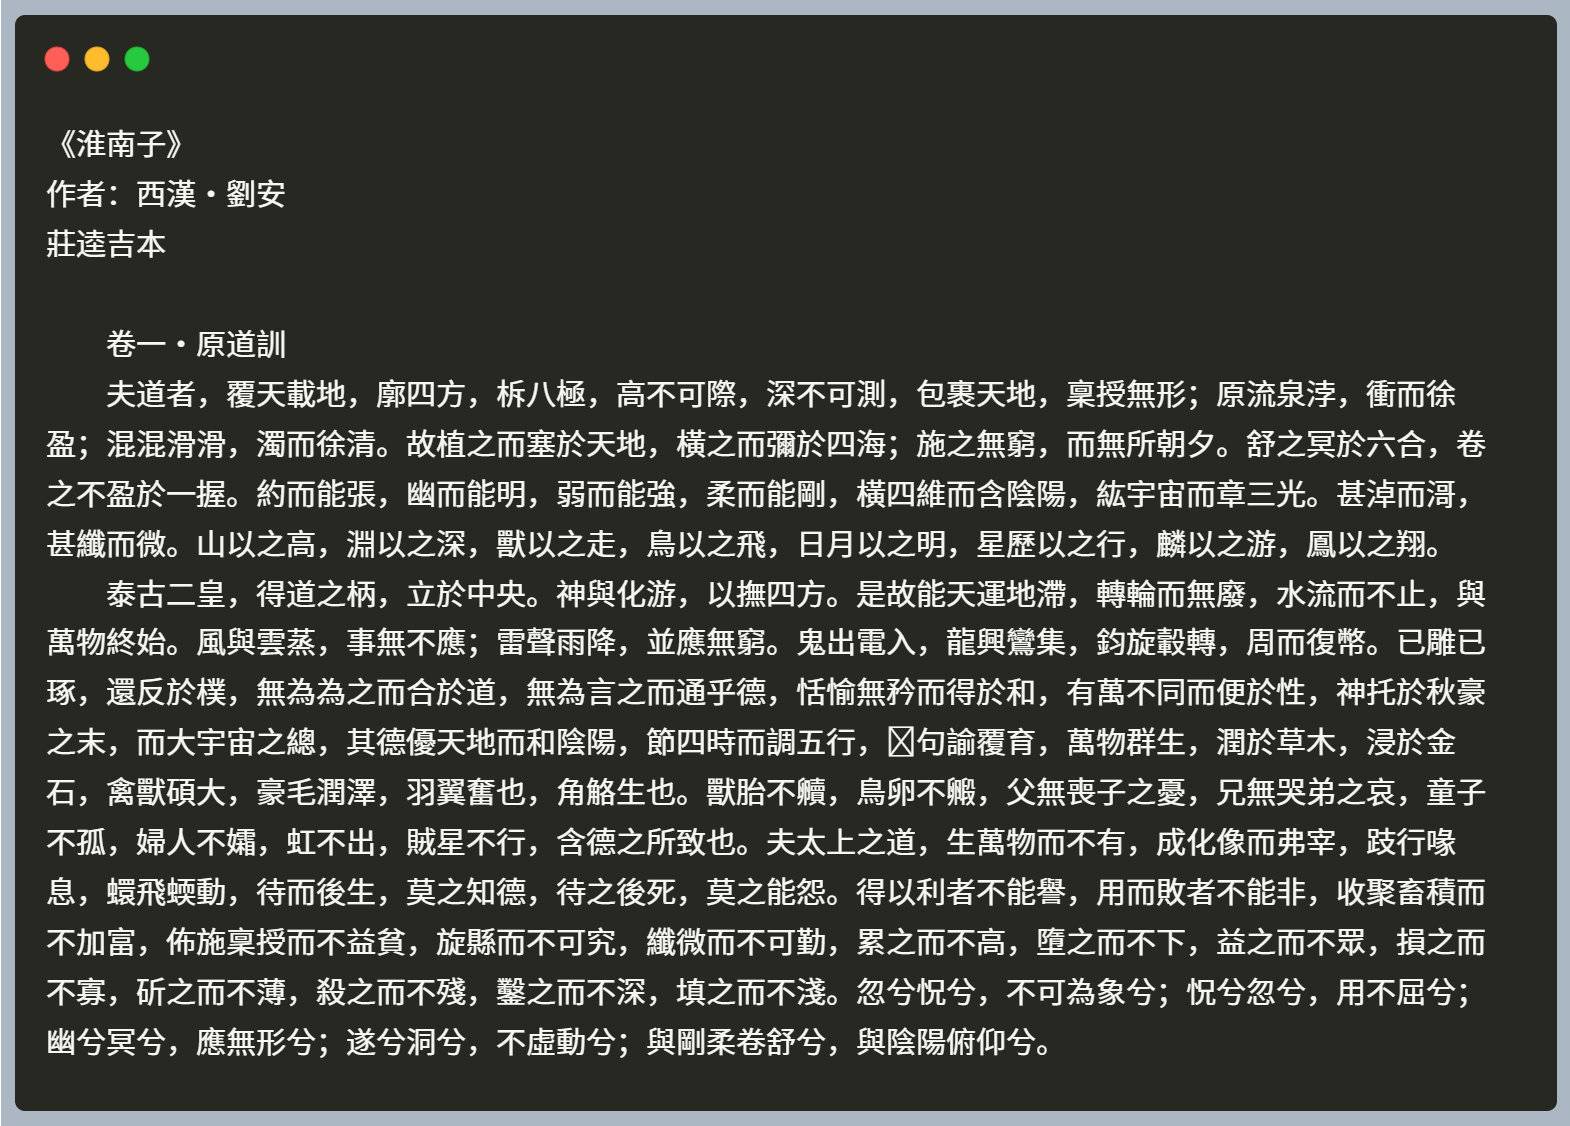 《淮南子》
作者：西漢·劉安
莊逵吉本
卷一·原道訓
夫道者，覆天載地，廓四方，柝八極，高不可際，深不可測，包裹天地，稟授無形；原流泉浡，衝而徐
盈；混混滑滑，濁而徐清。故植之而塞於天地，橫之而彌於四海；施之無窮，而無所朝夕。舒之冥於六合，卷
之不盈於一握。約而能張，幽而能明，弱而能強，柔而能剛，橫四維而含陰陽，紘宇宙而章三光。甚淖而滒，
甚纖而微。山以之高，淵以之深，獸以之走，鳥以之飛，日月以之明，星歷以之行，麟以之游，鳳以之翔。
泰古二皇，得道之柄，立於中央。神與化游，以撫四方。是故能天運地滯，轉輪而無廢，水流而不止，與
萬物終始。風與雲蒸，事無不應；雷聲雨降，並應無窮。鬼出電入，龍興鸞集，鈞旋轂轉，周而復幣。已雕已
琢，還反於樸，無為為之而合於道，無為言之而通乎德，恬愉無矜而得於和，有萬不同而便於性，神托於秋豪
之末，而大宇宙之總，其德優天地而和陰陽，節四時而調五行，句諭覆育，萬物群生，潤於草木，浸於金
石，禽獸碩大，豪毛潤澤，羽翼奮也，角觡生也。獸胎不贕，鳥卵不毈，父無喪子之憂，兄無哭弟之哀，童子
不孤，婦人不孀，虹不出，賊星不行，含德之所致也。夫太上之道，生萬物而不有，成化像而弗宰，跂行喙
息，蠉飛蝡動，待而後生，莫之知德，待之後死，莫之能怨。得以利者不能譽，用而敗者不能非，收聚畜積而
不加富，佈施稟授而不益貧，旋縣而不可究，纖微而不可勤，累之而不高，墮之而不下，益之而不眾，損之而
不寡，斫之而不薄，殺之而不殘，鑿之而不深，填之而不淺。忽兮怳兮，不可為象兮；怳兮忽兮，用不屈兮；
幽兮冥兮，應無形兮；遂兮洞兮，不虛動兮；與剛柔卷舒兮，與陰陽俯仰兮。